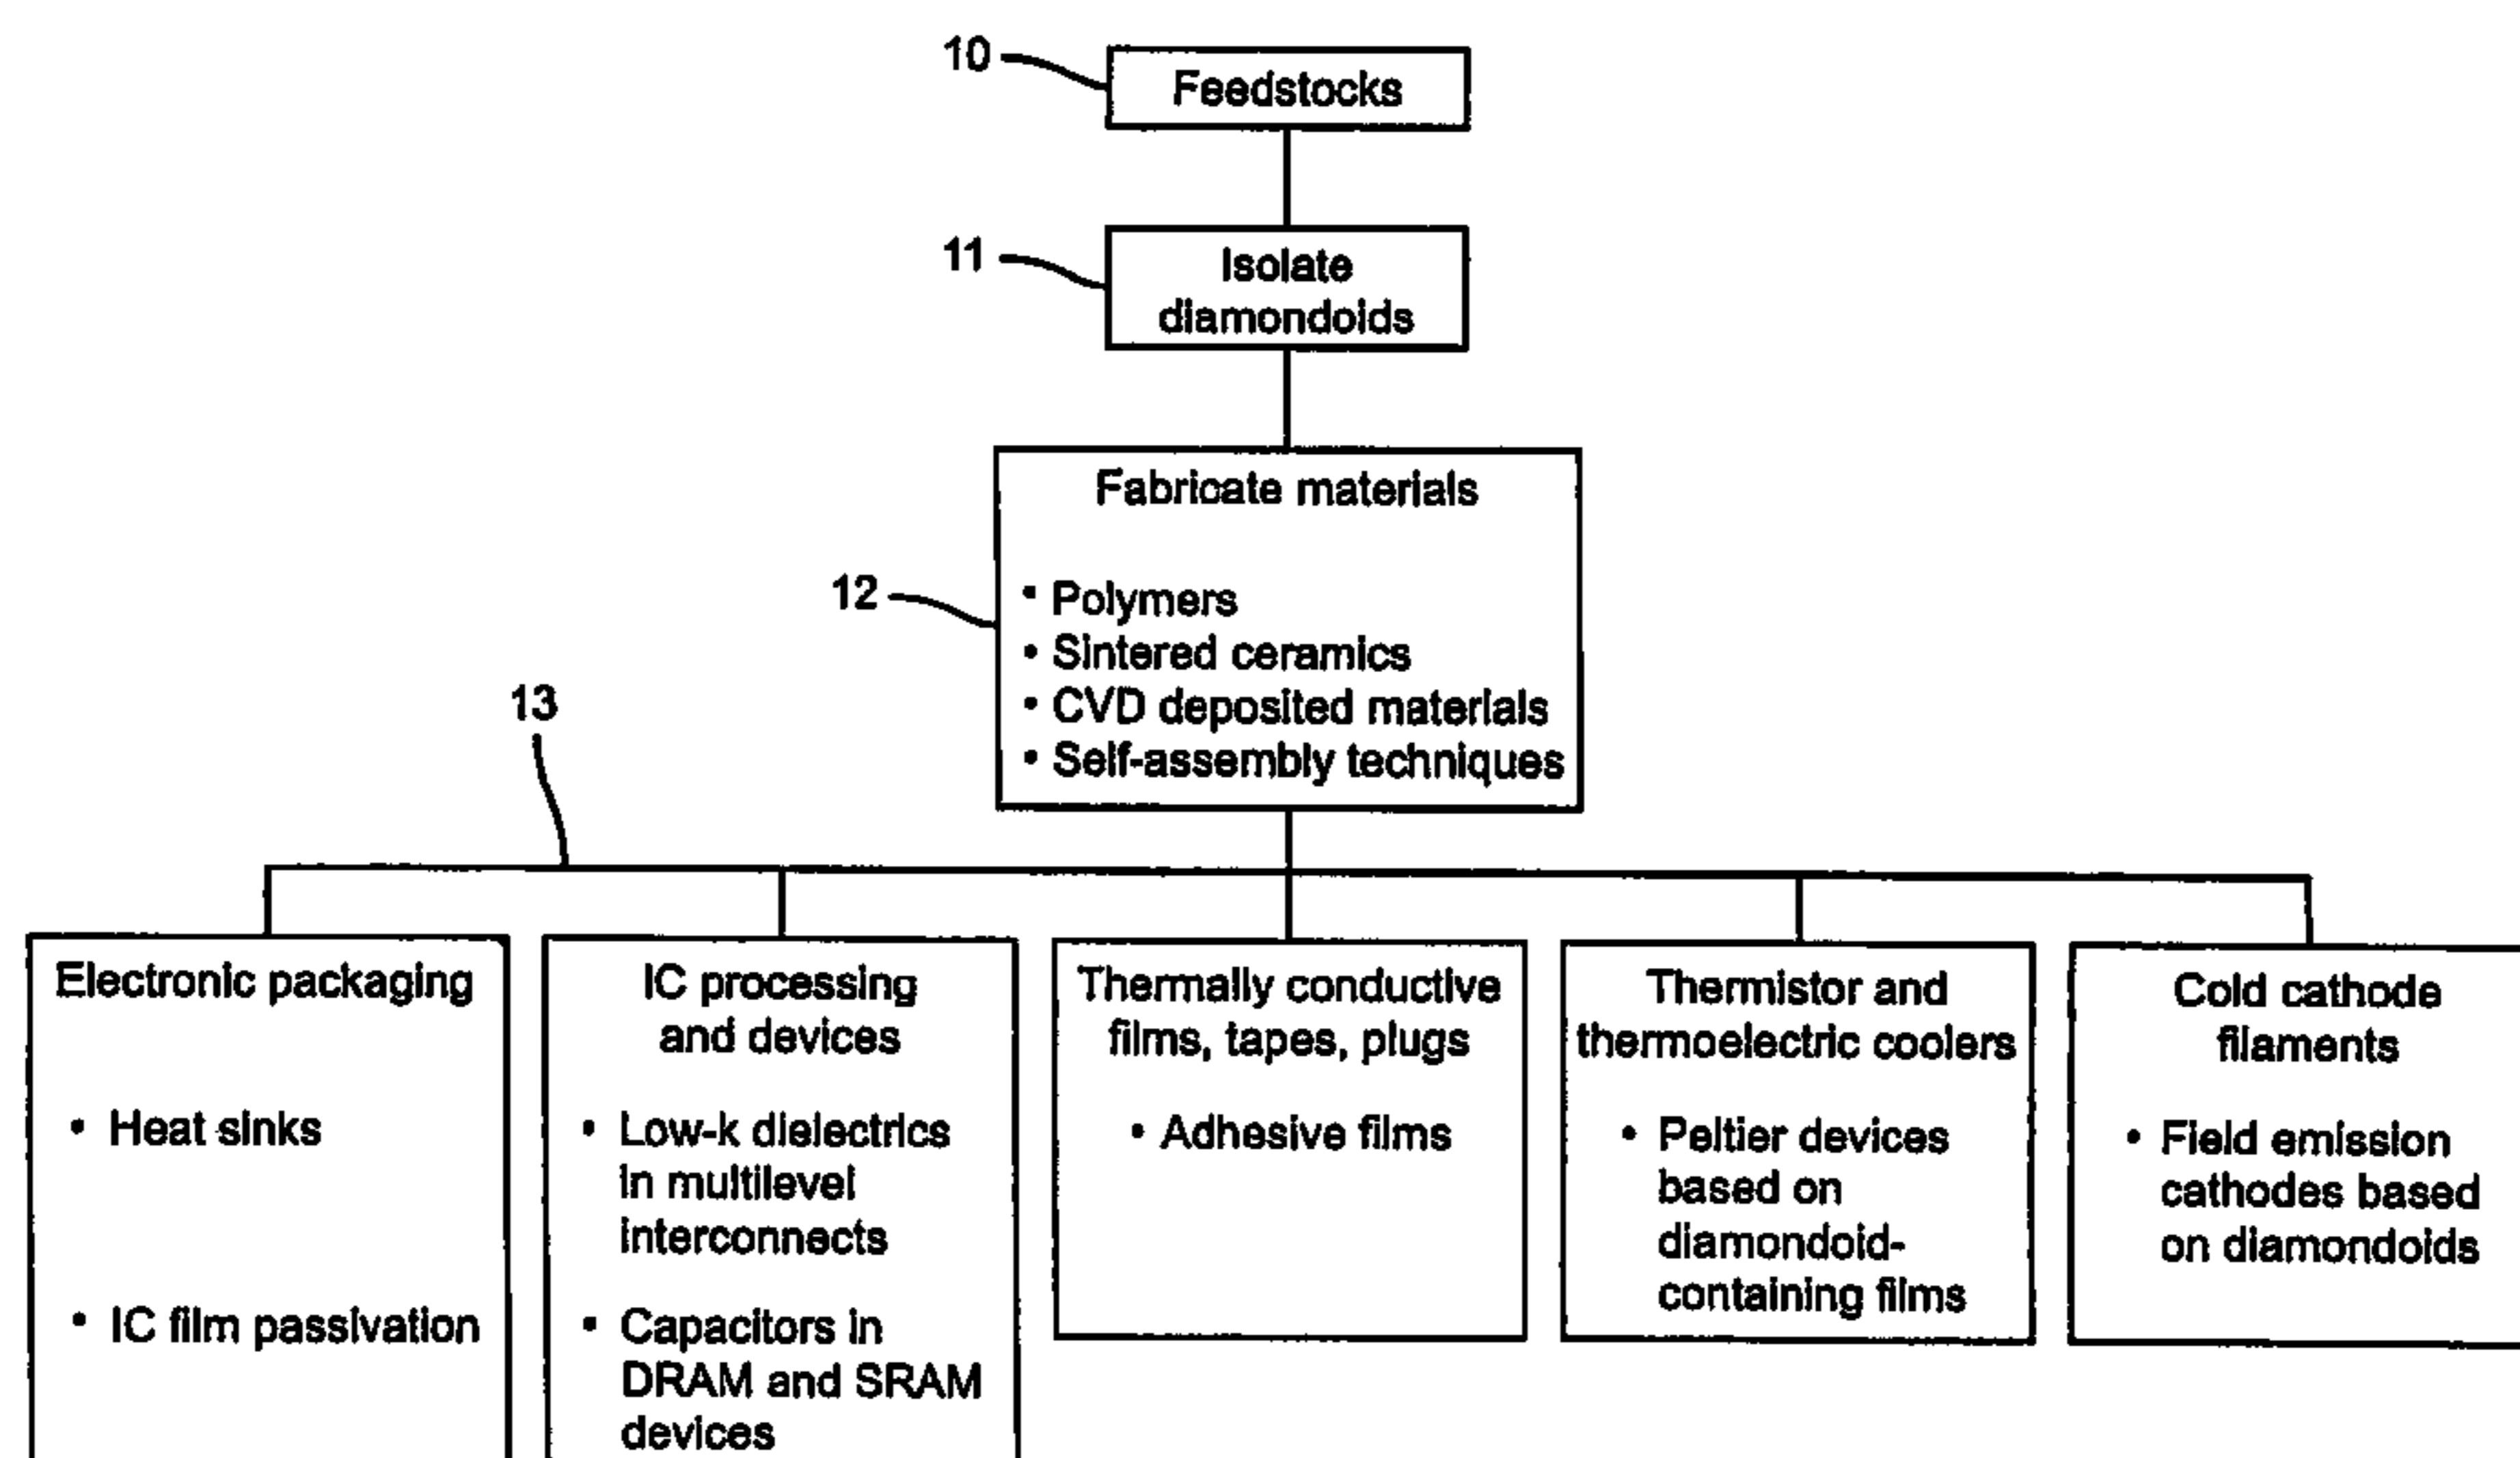 10
Feedstocks
11
Isolate
diamondoids
Fabricate materials
12
• Polymers
• Sintered ceramics
• CVD deposited materials
• Self-assembly techniques
13
Electronic packaging
• Heat sinks
• IC film passivation
IC processing
and devices
• Low-k dielectrics
in multilevel
interconnects
• Capacitors in
DRAM and SRAM
devices
Thermally conductive
films, tapes, plugs
• Adhesive films
Thermistor and
thermoelectric coolers
• Peltier devices
based on
diamondoid-
containing films
Cold cathode
filaments
• Field emission
cathodes based
on diamondoids